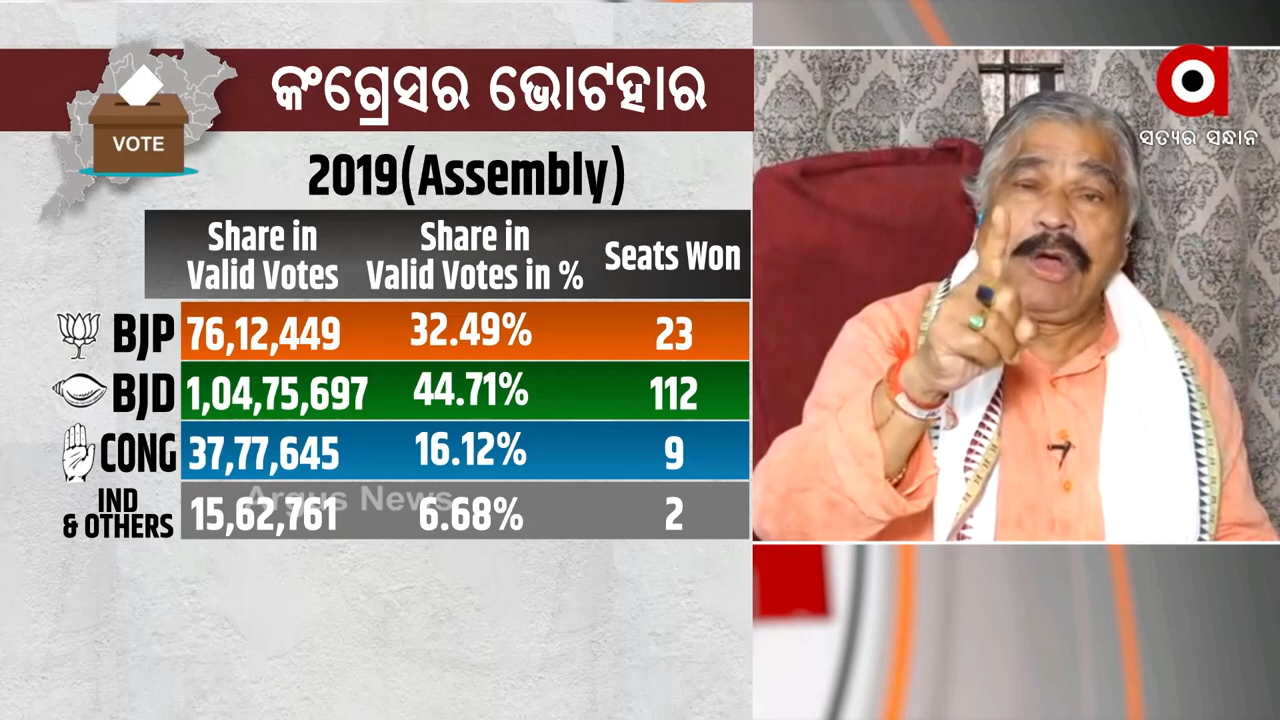 କଂଗ୍ରେସର ଭୋଟହାର
VOTE
2019(Assembly)
Share in Valid Votes
Share in Valid Votes in %
Seats Won
BJP 76,12,449 32.49% 23
BJD 1,04,75,697 44.71% 112
CONG 37,77,645 16.12% 9
IND & OTHERS 15,62,761 6.68% 2
Argus News
a
ସତ୍ୟର ସନ୍ଧାନ